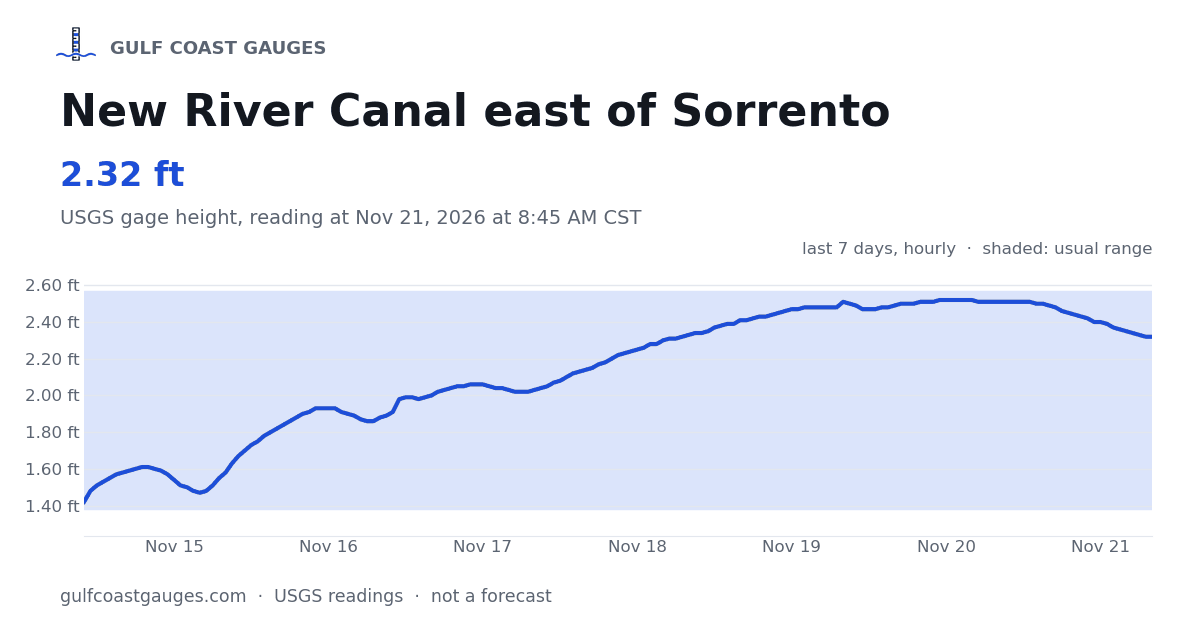 GULF COAST GAUGES
New River Canal east of Sorrento
2.32 ft
USGS gage height, reading at Nov 21, 2026 at 8:45 AM CST
last 7 days, hourly · shaded: usual range
2.60 ft
2.40 ft
2.20 ft
2.00 ft
1.80 ft
1.60 ft
1.40 ft
Nov 15 Nov 16 Nov 17 Nov 18 Nov 19 Nov 20 Nov 21
gulfcoastgauges.com · USGS readings · not a forecast